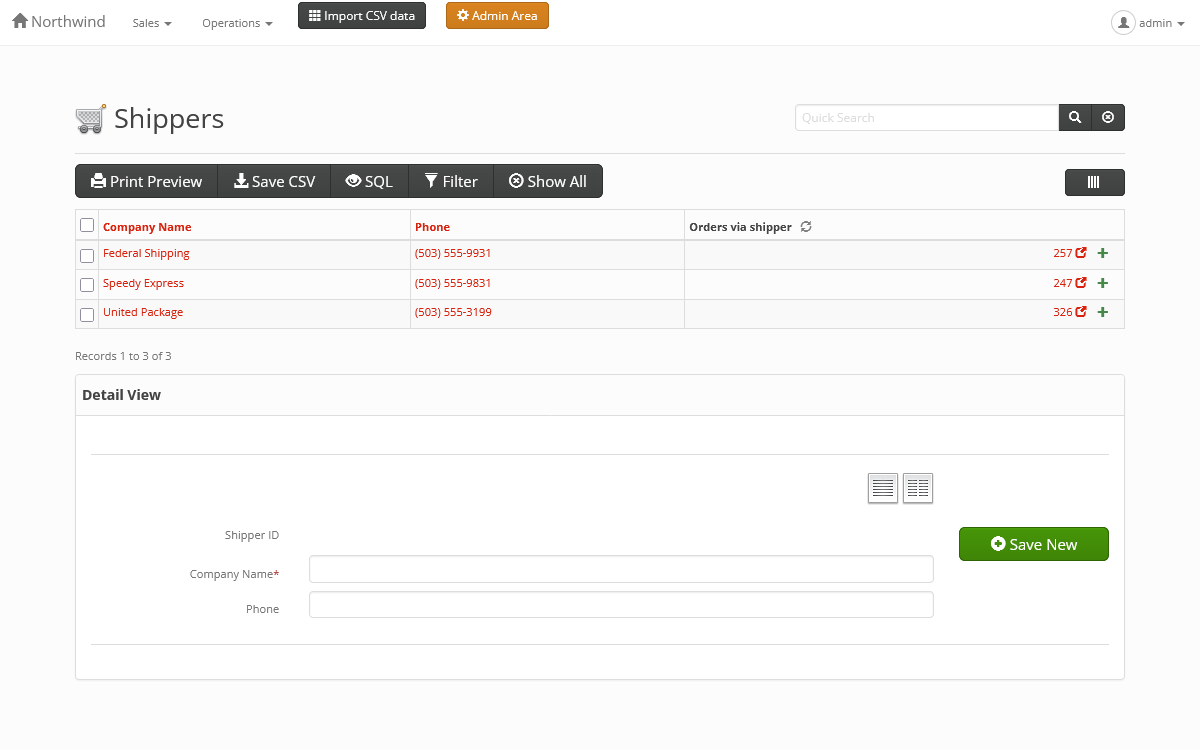 Northwind Sales Operations Import CSV data Admin Area admin
Shippers Quick Search
Print Preview Save CSV SQL Filter Show All
Company Name Phone Orders via shipper
Federal Shipping (503) 555-9931 257
Speedy Express (503) 555-9831 247
United Package (503) 555-3199 326
Records 1 to 3 of 3
Detail View
Shipper ID
Save New
Company Name*
Phone